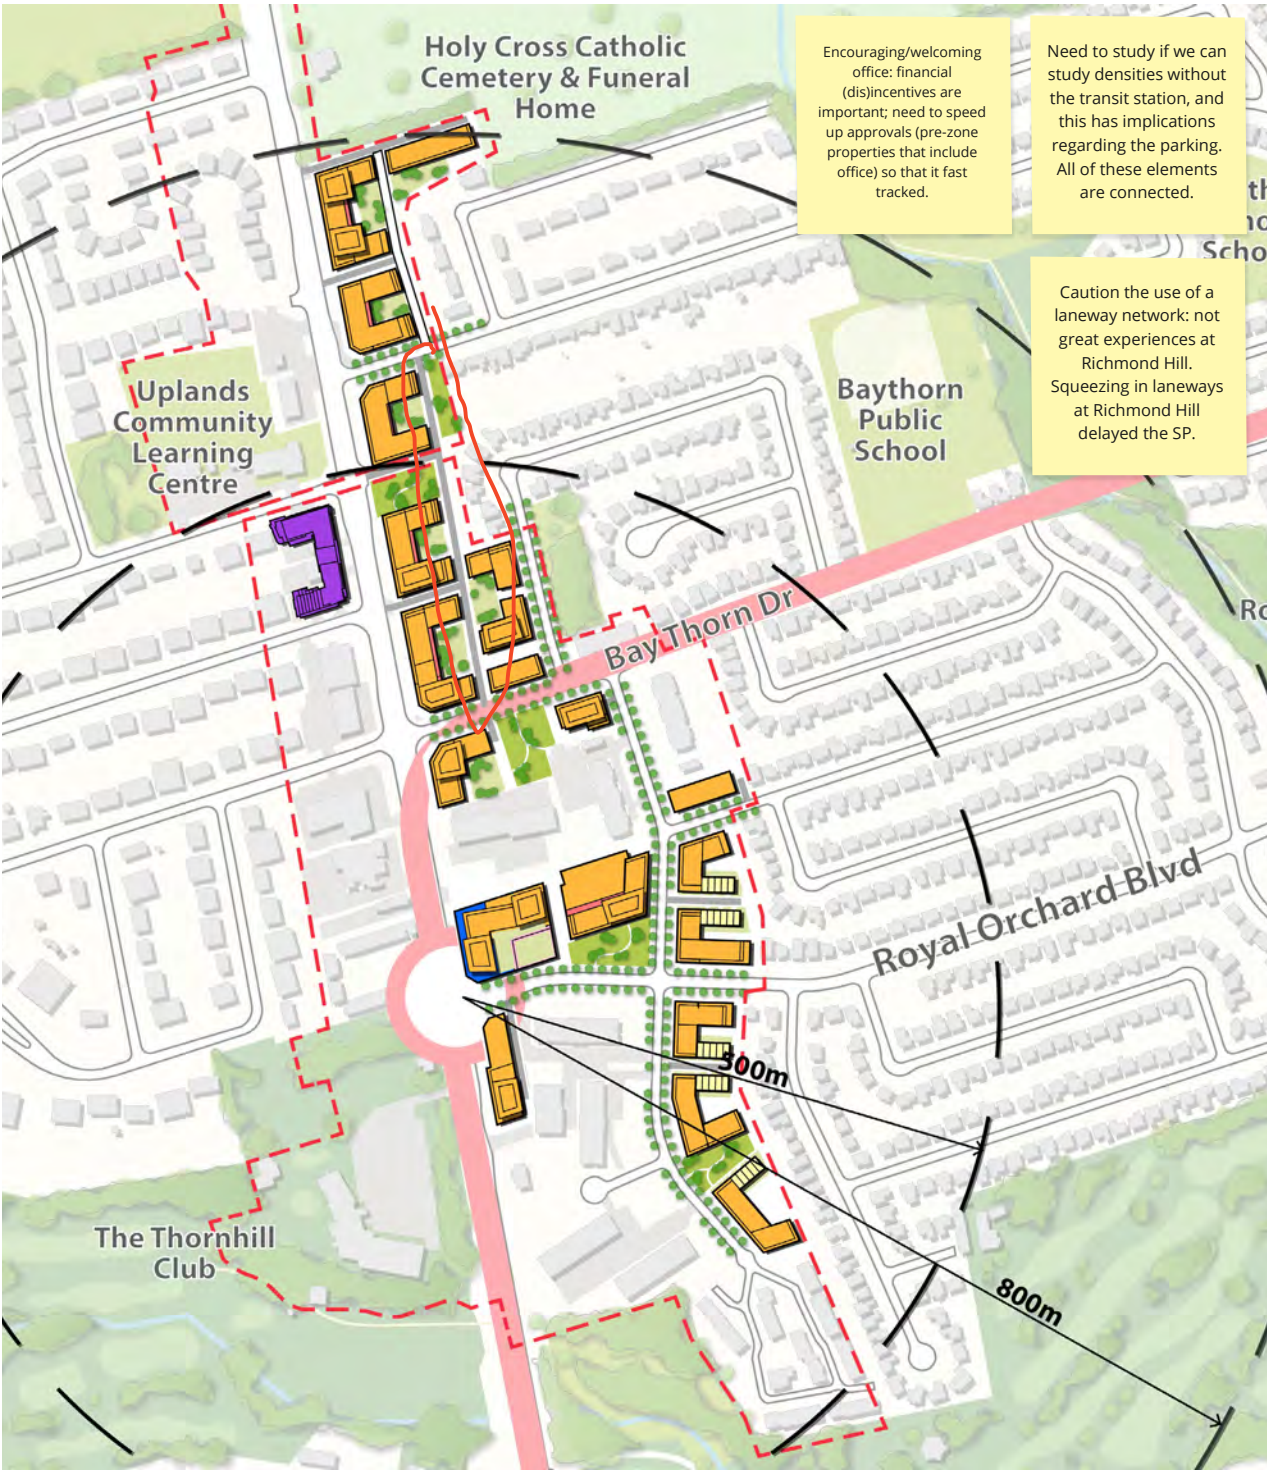 Holy Cross Catholic
Cemetery & Funeral
Home
Encouraging/welcoming
office: financial
(dis)incentives are
important; need to speed
up approvals (pre-zone
properties that include
office) so that it fast
tracked.
Need to study if we can
study densities without
the transit station, and
this has implications
regarding the parking.
All of these elements
are connected.
Caution the use of a
laneway network: not
great experiences at
Richmond Hill.
Squeezing in laneways
at Richmond Hill
delayed the SP.
Uplands
Community
Learning
Centre
Baythorn
Public
School
Bay Thorn Dr
Royal Orchard Blvd
500m
800m
The Thornhill
Club